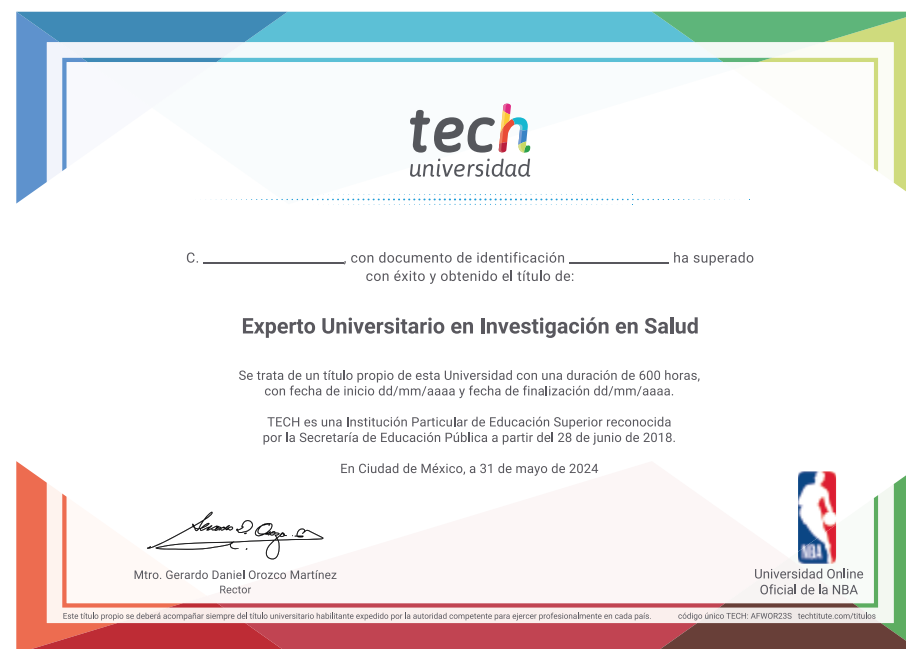 tech
universidad
C. ____________, con documento de identificación ____________ ha superado
con éxito y obtenido el título de:
Experto Universitario en Investigación en Salud
Se trata de un título propio de esta Universidad con una duración de 600 horas,
con fecha de inicio dd/mm/aaaa y fecha de finalización dd/mm/aaaa.
TECH es una Institución Particular de Educación Superior reconocida
por la Secretaría de Educación Pública a partir del 28 de junio de 2018.
En Ciudad de México, a 31 de mayo de 2024
Mtro. Gerardo Daniel Orozco Martínez
Rector
NBA
Universidad Online
Oficial de la NBA
Este título propio se deberá acompañar siempre del título universitario habilitante expedido por la autoridad competente para ejercer profesionalmente en cada país. código único TECH: AFWOR23S techtitute.com/titulos